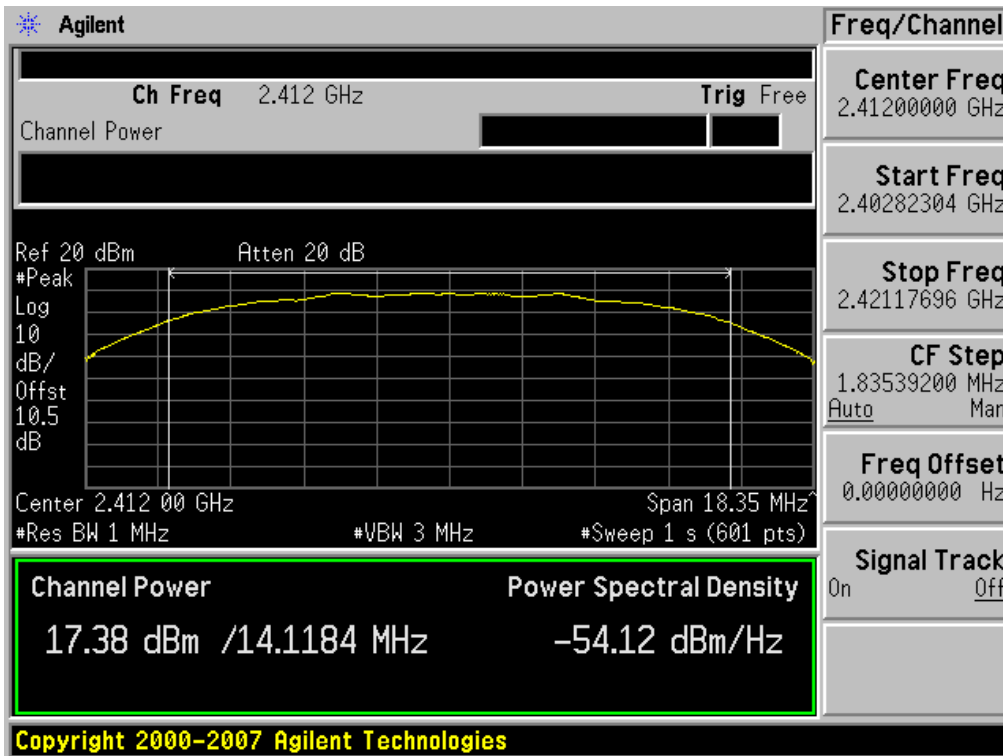 Agilent
Freq/Channel
Ch Freq 2.412 GHz
Trig Free
Channel Power
Center Freq
2.41200000 GHz
Start Freq
2.40282304 GHz
Stop Freq
2.42117696 GHz
CF Step
1.83539200 MHz
Auto Man
Freq Offset
0.00000000 Hz
Signal Track
On Off
Ref 20 dBm
Atten 20 dB
#Peak
Log
10
dB/
Offst
10.5
dB
Center 2.412 00 GHz
Span 18.35 MHz^
#Res BW 1 MHz
#VBW 3 MHz
#Sweep 1 s (601 pts)
Channel Power
Power Spectral Density
17.38 dBm /14.1184 MHz
-54.12 dBm/Hz
Copyright 2000-2007 Agilent Technologies